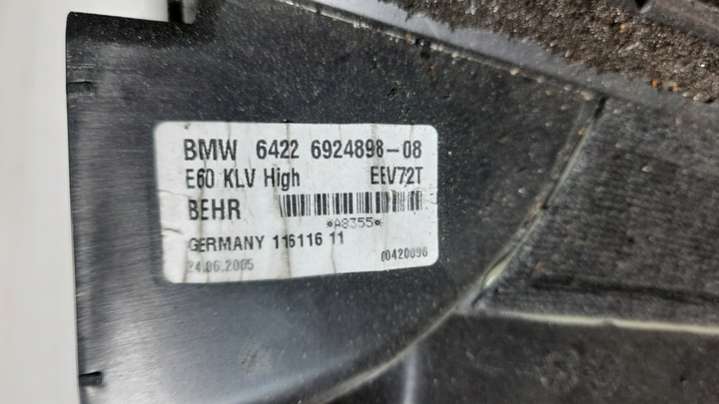 BMW 6422 6924898-08
E60 KLV High EEV72T
BEHR
*A8355*
GERMANY 116116 11
24.06.2005 00420096